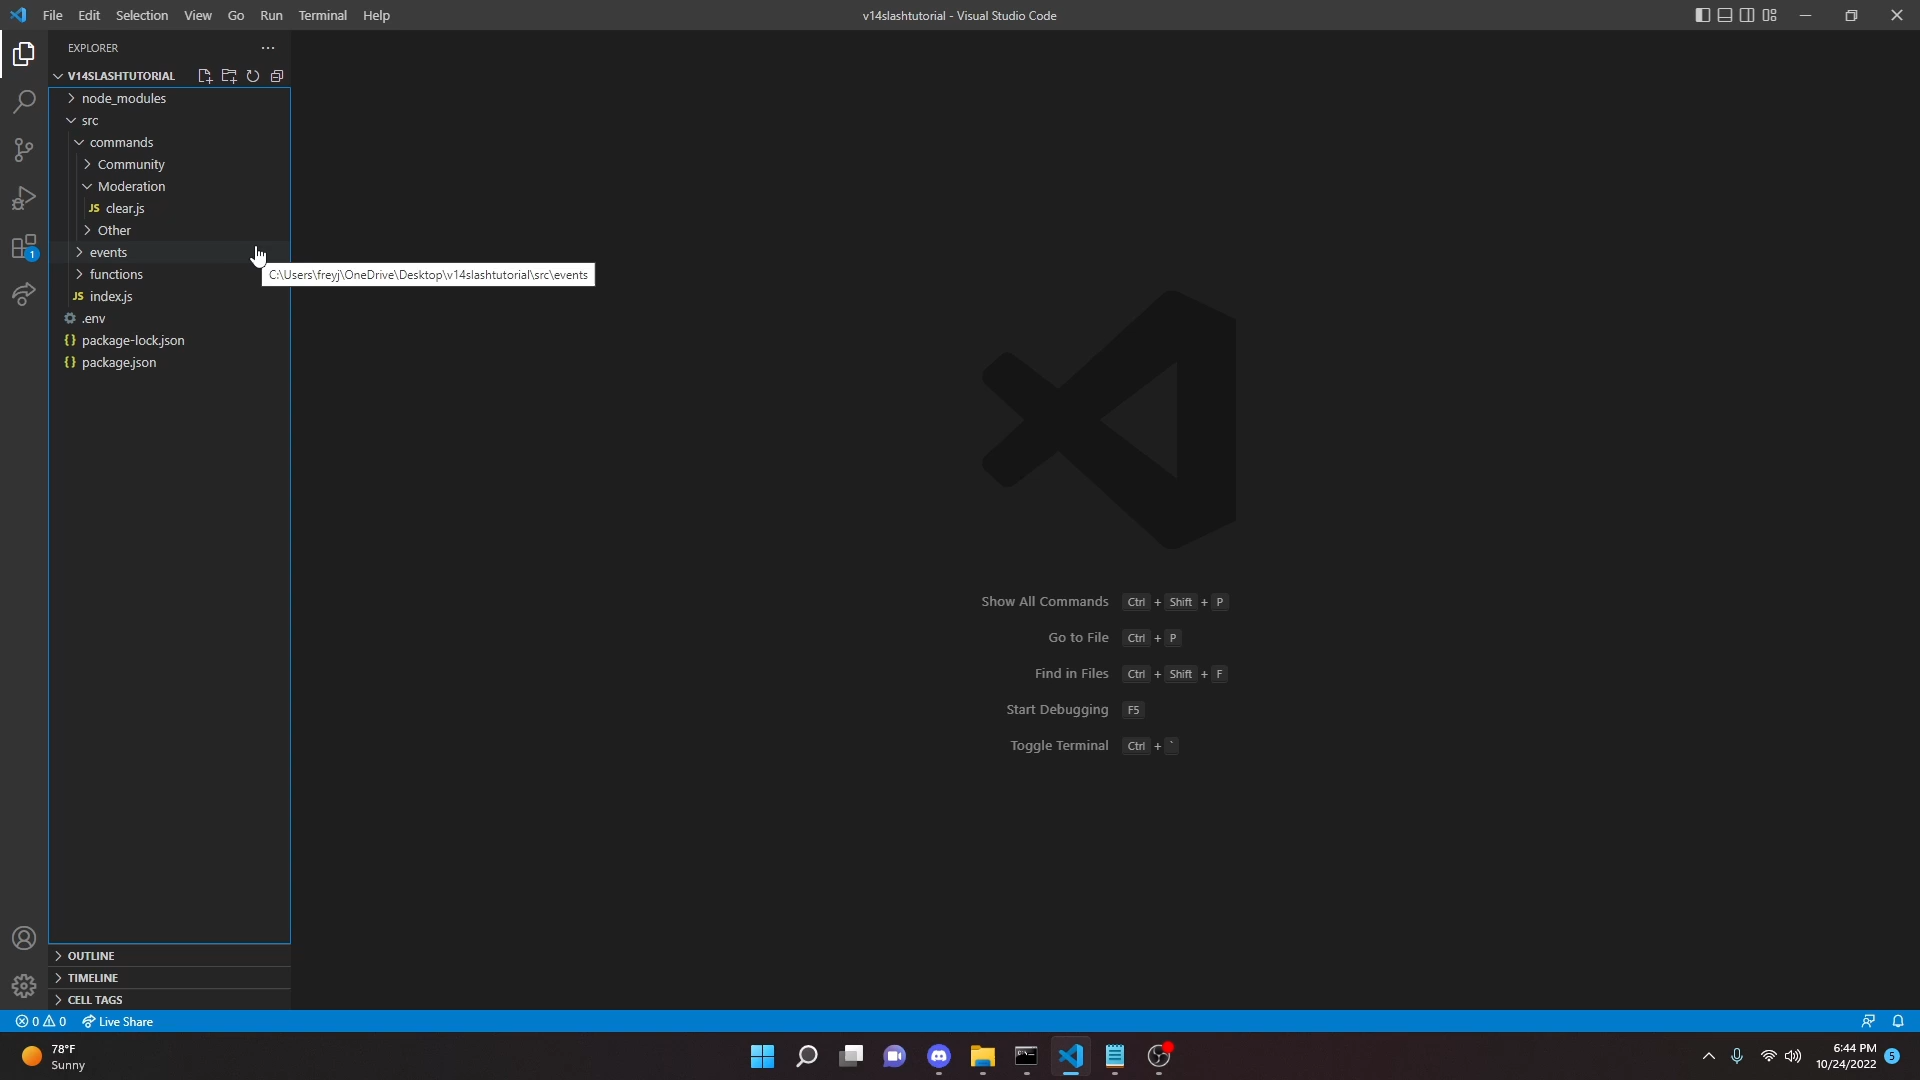 File Edit Selection View Go Run Terminal Help
v14slashtutorial - Visual Studio Code
EXPLORER
V14SLASHTUTORIAL
node_modules
src
commands
Community
Moderation
JS clear.js
Other
events
C:\Users\freyj\OneDrive\Desktop\v14slashtutorial\src\events
functions
JS index.js
.env
{} package-lock.json
{} package.json
1
Show All Commands Ctrl + Shift + P
Go to File Ctrl + P
Find in Files Ctrl + Shift + F
Start Debugging F5
Toggle Terminal Ctrl + `
OUTLINE
TIMELINE
CELL TAGS
0 0 Live Share
78°F
Sunny
6:44 PM
10/24/2022
5